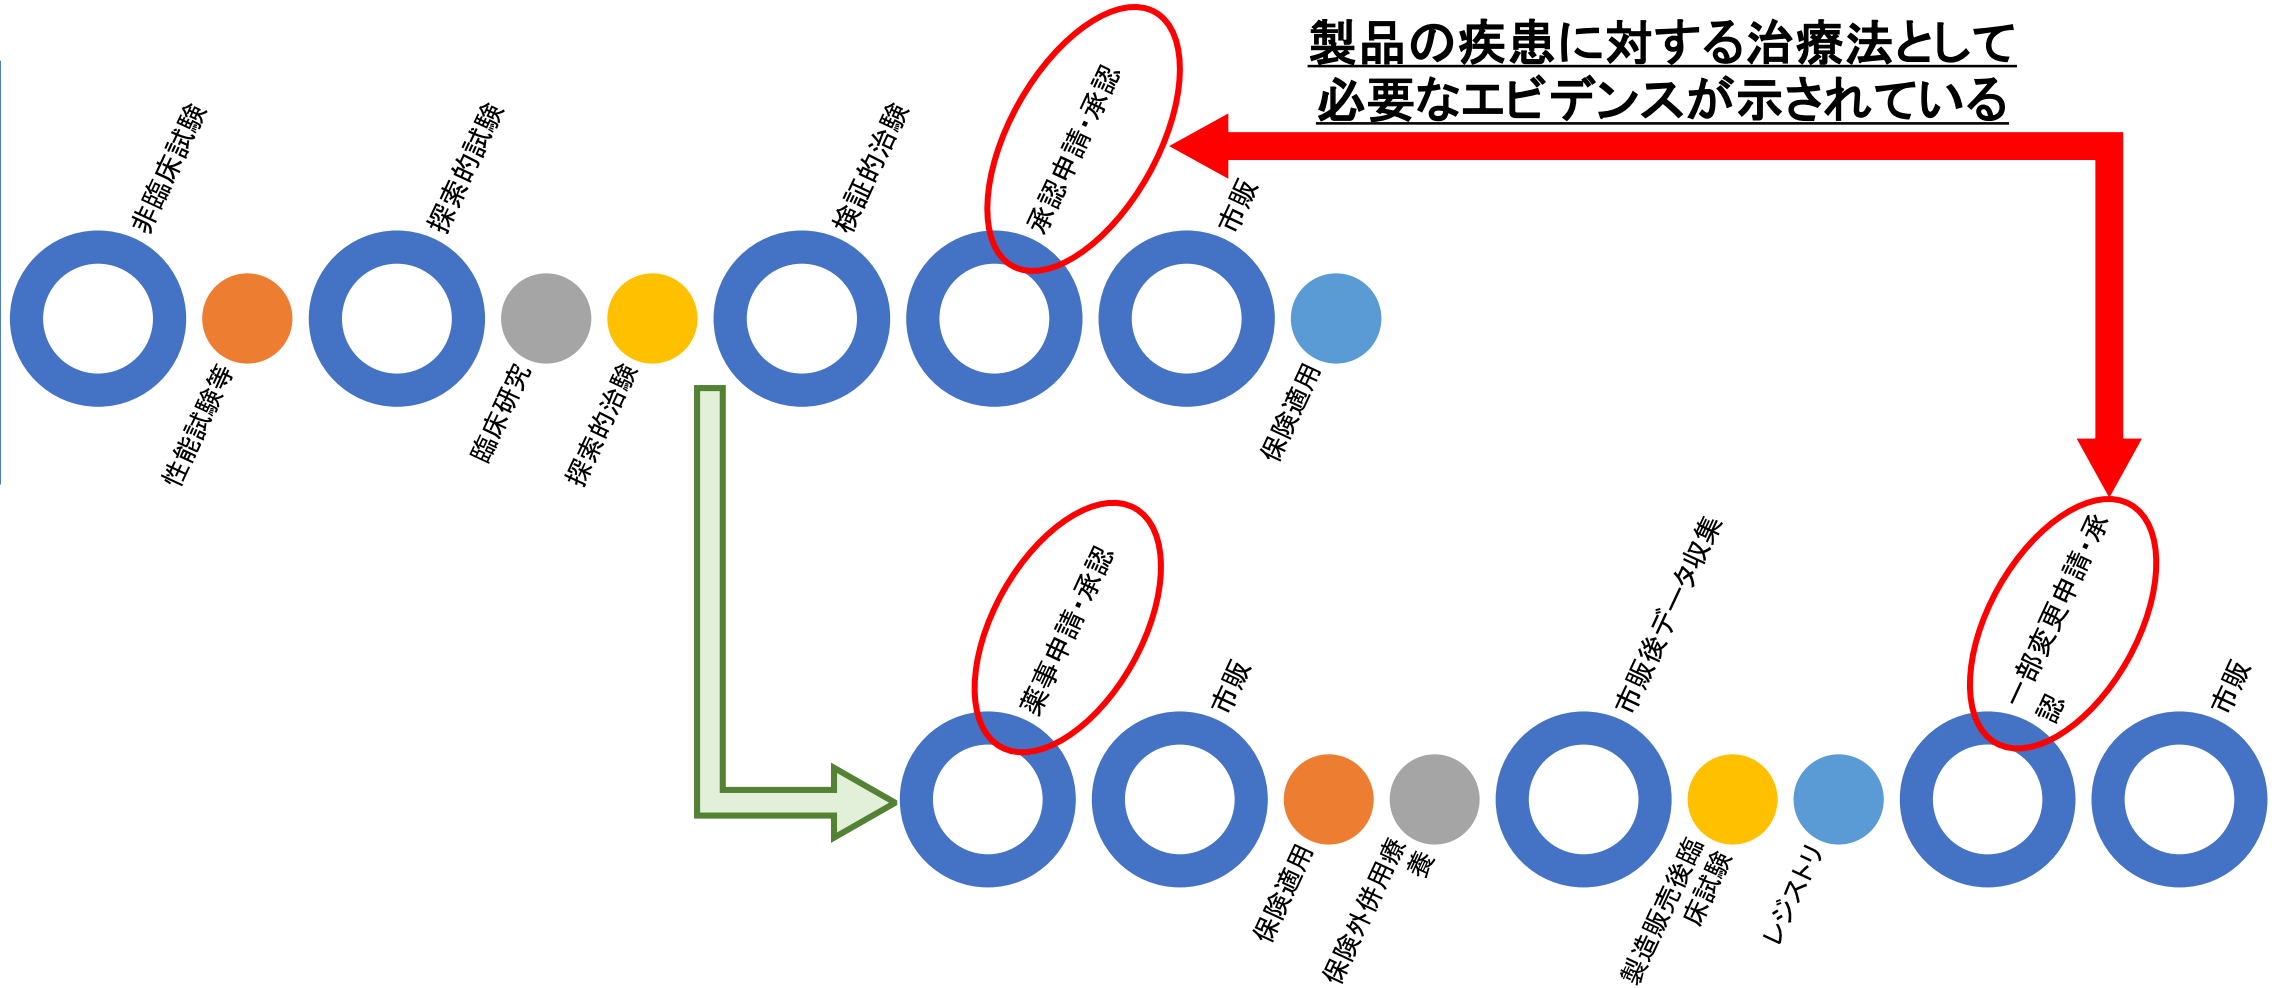 製品の疾患に対する治療法として
必要なエビデンスが示されている
非臨床試験
性能試験等
探索的試験
臨床研究
探索的治験
検証的治験
承認申請・承認
市販
保険適用
薬事申請・承認
市販
保険適用
保険外併用療
養
市販後データ収集
製造販売後臨
床試験
レジストリ
一部変更申請・承
認
市販